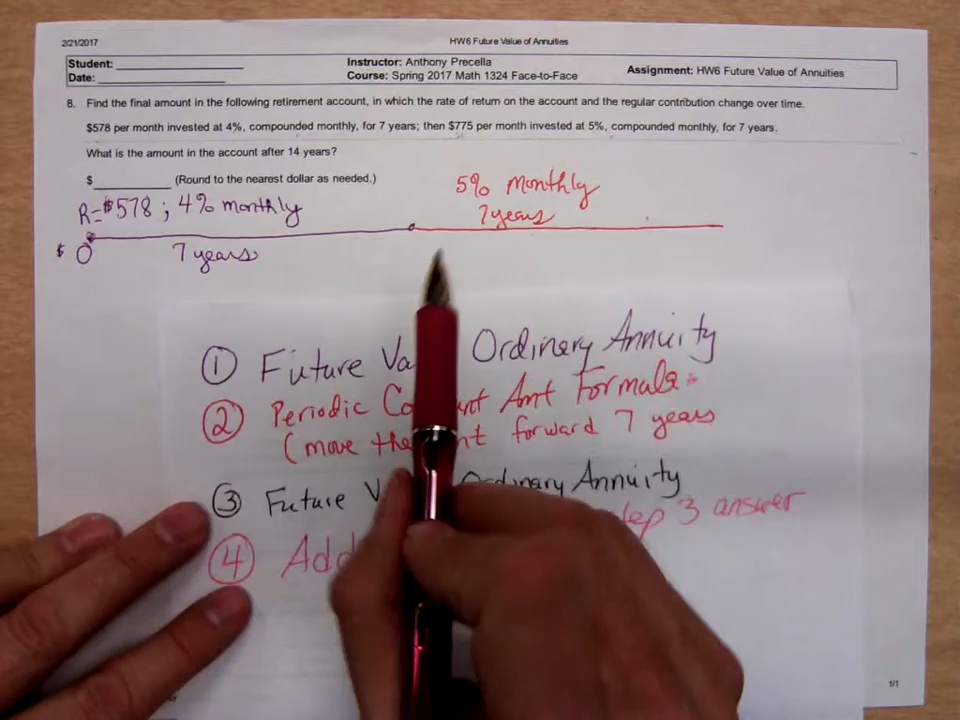 2/21/2017
HW6 Future Value of Annuities
Student:
Date:
Instructor: Anthony Precella
Course: Spring 2017 Math 1324 Face-to-Face
Assignment: HW6 Future Value of Annuities
8. Find the final amount in the following retirement account, in which the rate of return on the account and the regular contribution change over time.
$578 per month invested at 4%, compounded monthly, for 7 years; then $775 per month invested at 5%, compounded monthly, for 7 years.
What is the amount in the account after 14 years?
$ (Round to the nearest dollar as needed.)
R=$578; 4% monthly
5% monthly
7 years
$ 0
7 years
① Future Ordinary Annuity
② Periodic Amt Formula
(move forward 7 years
③ Future Ordinary Annuity
④ Add step 3 answer
1/1